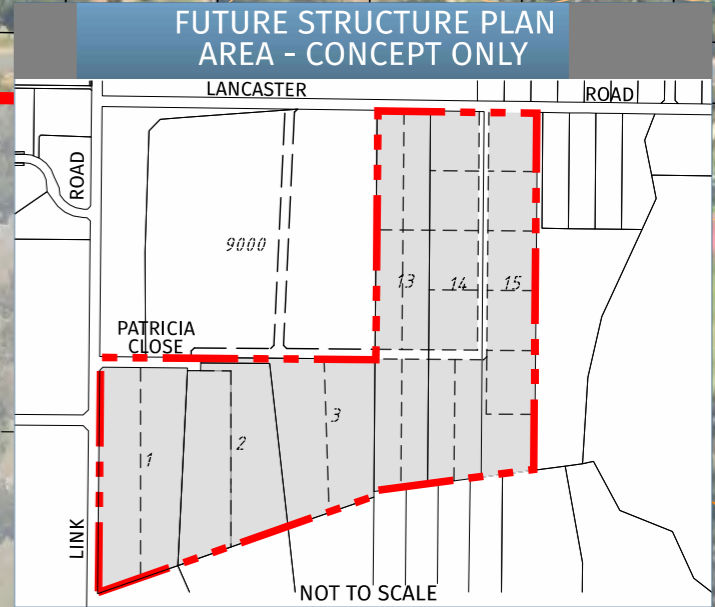 FUTURE STRUCTURE PLAN
AREA - CONCEPT ONLY
LANCASTER ROAD
ROAD
9000
13 14 15
PATRICIA
CLOSE
1 2 3
LINK
NOT TO SCALE